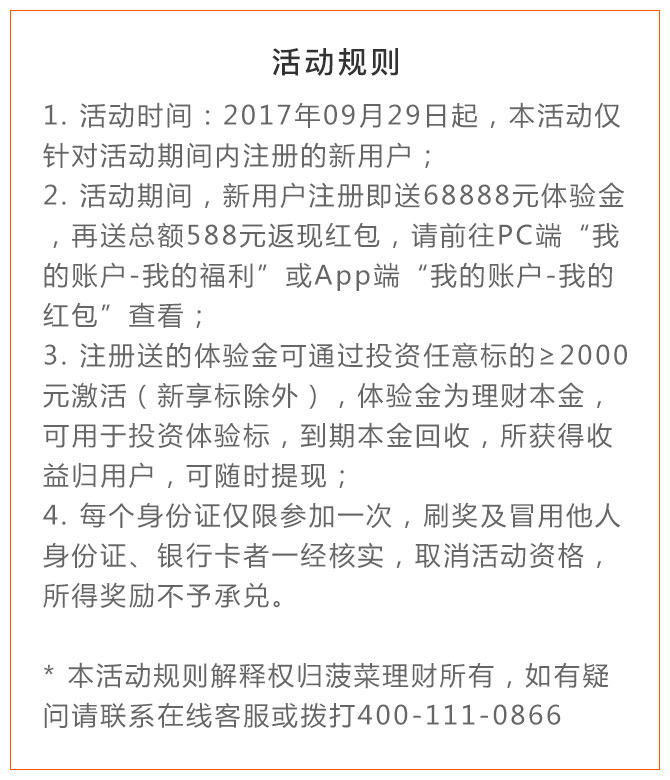 活动规则
1. 活动时间：2017年09月29日起，本活动仅
针对活动期间内注册的新用户；
2. 活动期间，新用户注册即送68888元体验金
，再送总额588元返现红包，请前往PC端“我
的账户-我的福利”或App端“我的账户-我的
红包”查看；
3. 注册送的体验金可通过投资任意标的≥2000
元激活（新享标除外），体验金为理财本金，
可用于投资体验标，到期本金回收，所获得收
益归用户，可随时提现；
4. 每个身份证仅限参加一次，刷奖及冒用他人
身份证、银行卡者一经核实，取消活动资格，
所得奖励不予承兑。
* 本活动规则解释权归菠菜理财所有，如有疑
问请联系在线客服或拨打400-111-0866